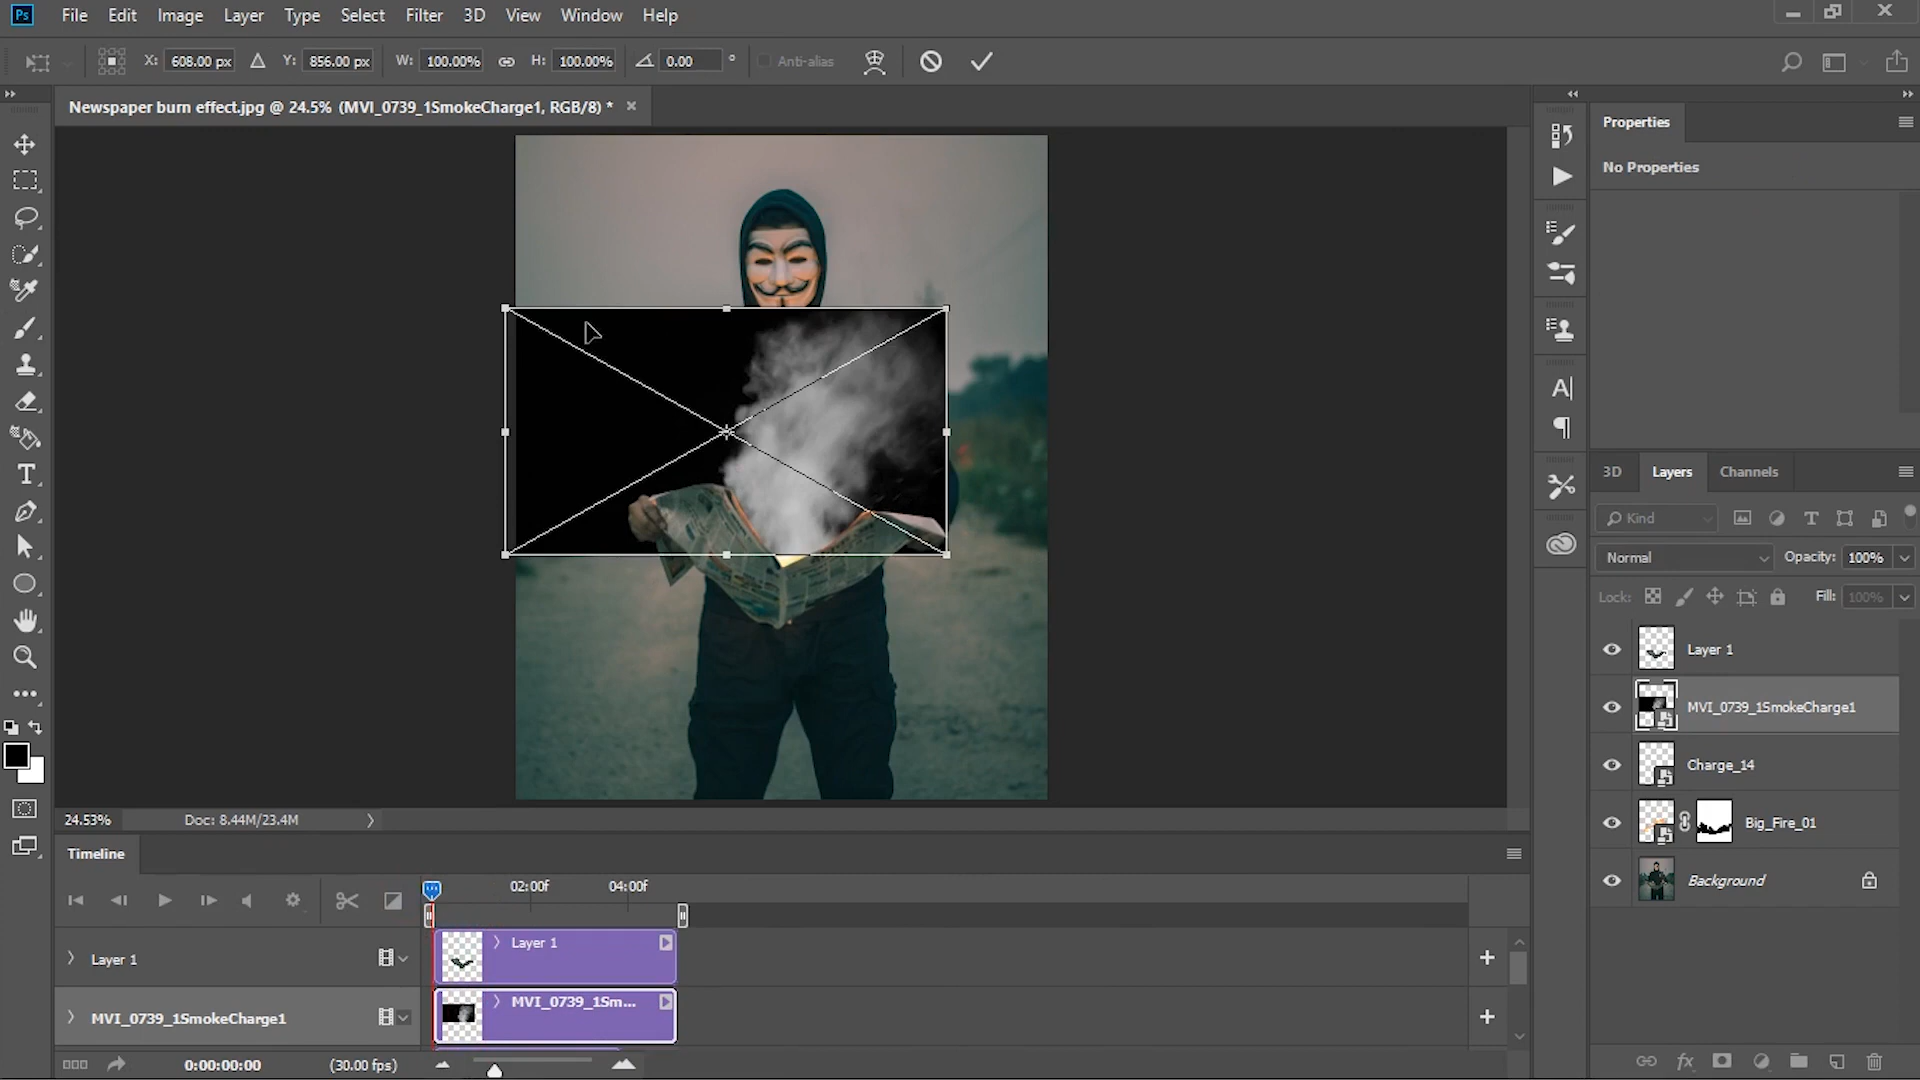 Ps File Edit Image Layer Type Select Filter 3D View Window Help
X: 608.00 px Y: 856.00 px W: 100.00% H: 100.00% 0.00 ° Anti-alias
Newspaper burn effect.jpg @ 24.5% (MVI_0739_1SmokeCharge1, RGB/8) *
Properties
No Properties
3D Layers Channels
Kind
Normal Opacity: 100%
Lock: Fill: 100%
Layer 1
MVI_0739_1SmokeCharge1
Charge_14
Big_Fire_01
Background
24.53% Doc: 8.44M/23.4M
Timeline
02:00f 04:00f
Layer 1 Layer 1
MVI_0739_1SmokeCharge1 MVI_0739_1Sm...
0:00:00:00 (30.00 fps)